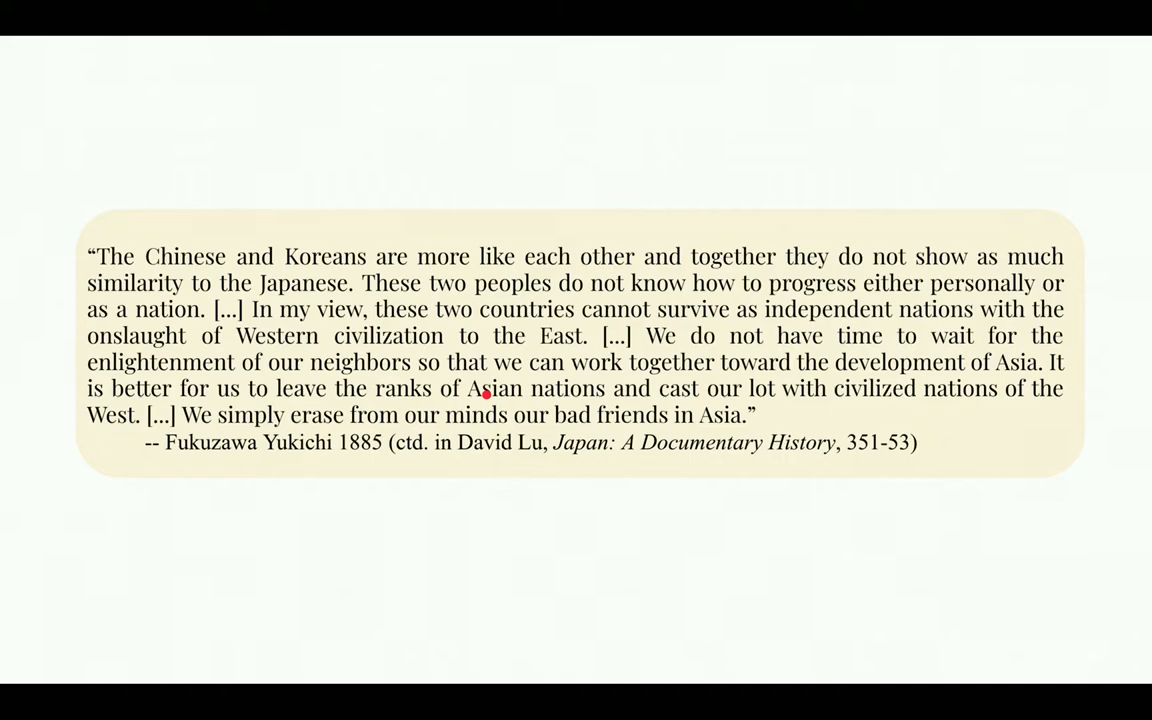 “The Chinese and Koreans are more like each other and together they do not show as much
similarity to the Japanese. These two peoples do not know how to progress either personally or
as a nation. [...] In my view, these two countries cannot survive as independent nations with the
onslaught of Western civilization to the East. [...] We do not have time to wait for the
enlightenment of our neighbors so that we can work together toward the development of Asia. It
is better for us to leave the ranks of Asian nations and cast our lot with civilized nations of the
West. [...] We simply erase from our minds our bad friends in Asia.”
-- Fukuzawa Yukichi 1885 (ctd. in David Lu, Japan: A Documentary History, 351-53)